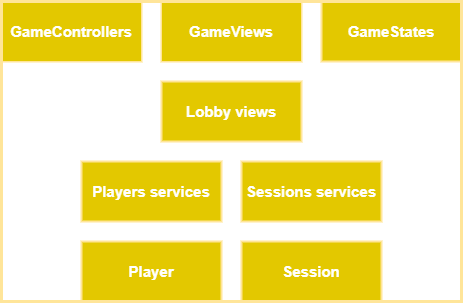 GameControllers
GameViews
GameStates
Lobby views
Players services
Sessions services
Player
Session